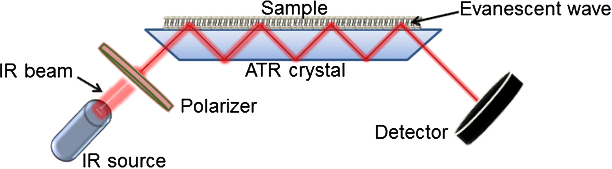 Sample
Evanescent wave
IR beam
ATR crystal
Polarizer
Detector
IR source